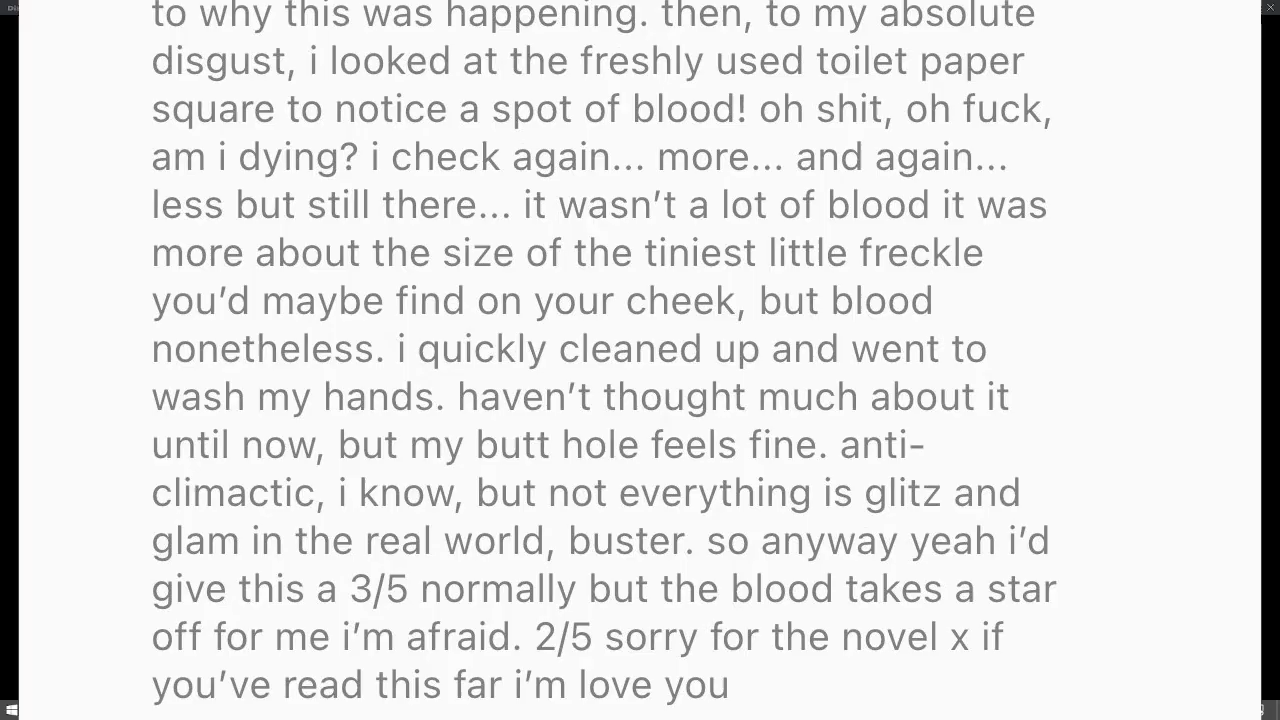 to why this was happening. then, to my absolute
disgust, i looked at the freshly used toilet paper
square to notice a spot of blood! oh shit, oh fuck,
am i dying? i check again... more... and again...
less but still there... it wasn’t a lot of blood it was
more about the size of the tiniest little freckle
you’d maybe find on your cheek, but blood
nonetheless. i quickly cleaned up and went to
wash my hands. haven’t thought much about it
until now, but my butt hole feels fine. anti-
climactic, i know, but not everything is glitz and
glam in the real world, buster. so anyway yeah i’d
give this a 3/5 normally but the blood takes a star
off for me i’m afraid. 2/5 sorry for the novel x if
you’ve read this far i’m love you